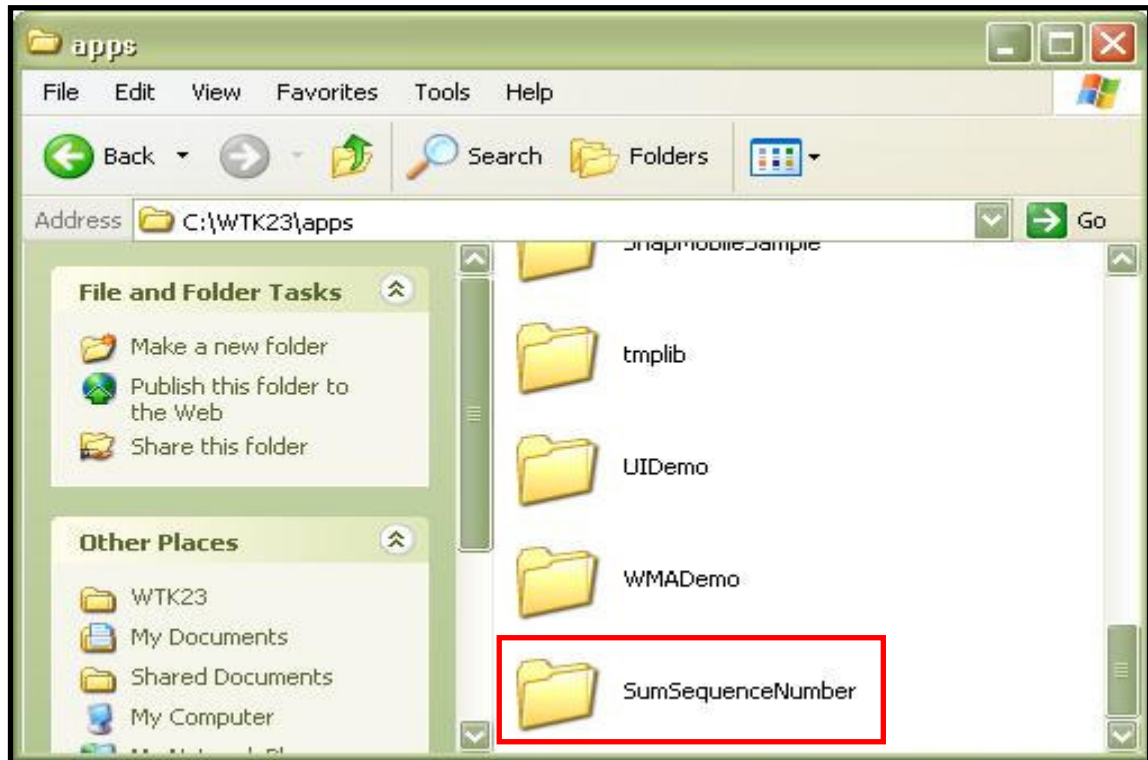 apps
File Edit View Favorites Tools Help
Back Search Folders
Address C:\WTK23\apps Go
File and Folder Tasks
Make a new folder
Publish this folder to
the Web
Share this folder
Other Places
WTK23
My Documents
Shared Documents
My Computer
SnapMobileSample
tmplib
UIDemo
WMADemo
SumSequenceNumber